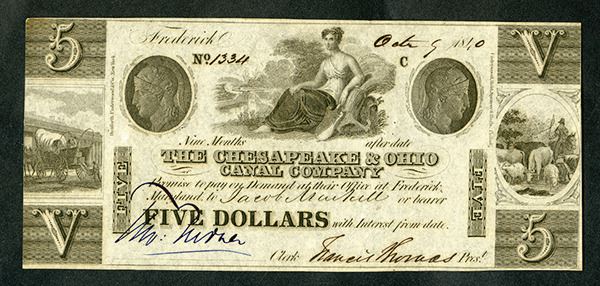 5 Frederick Octr 9 1840 V
No 1334 C
Nine Months after date
THE CHESAPEAKE & OHIO
CANAL COMPANY
Promise to pay on Demand at their Office at Frederick,
Maryland, to Jacob or bearer
FIVE
FIVE
FIVE DOLLARS with Interest from date.
V Clerk Francis Thomas Prest. 5